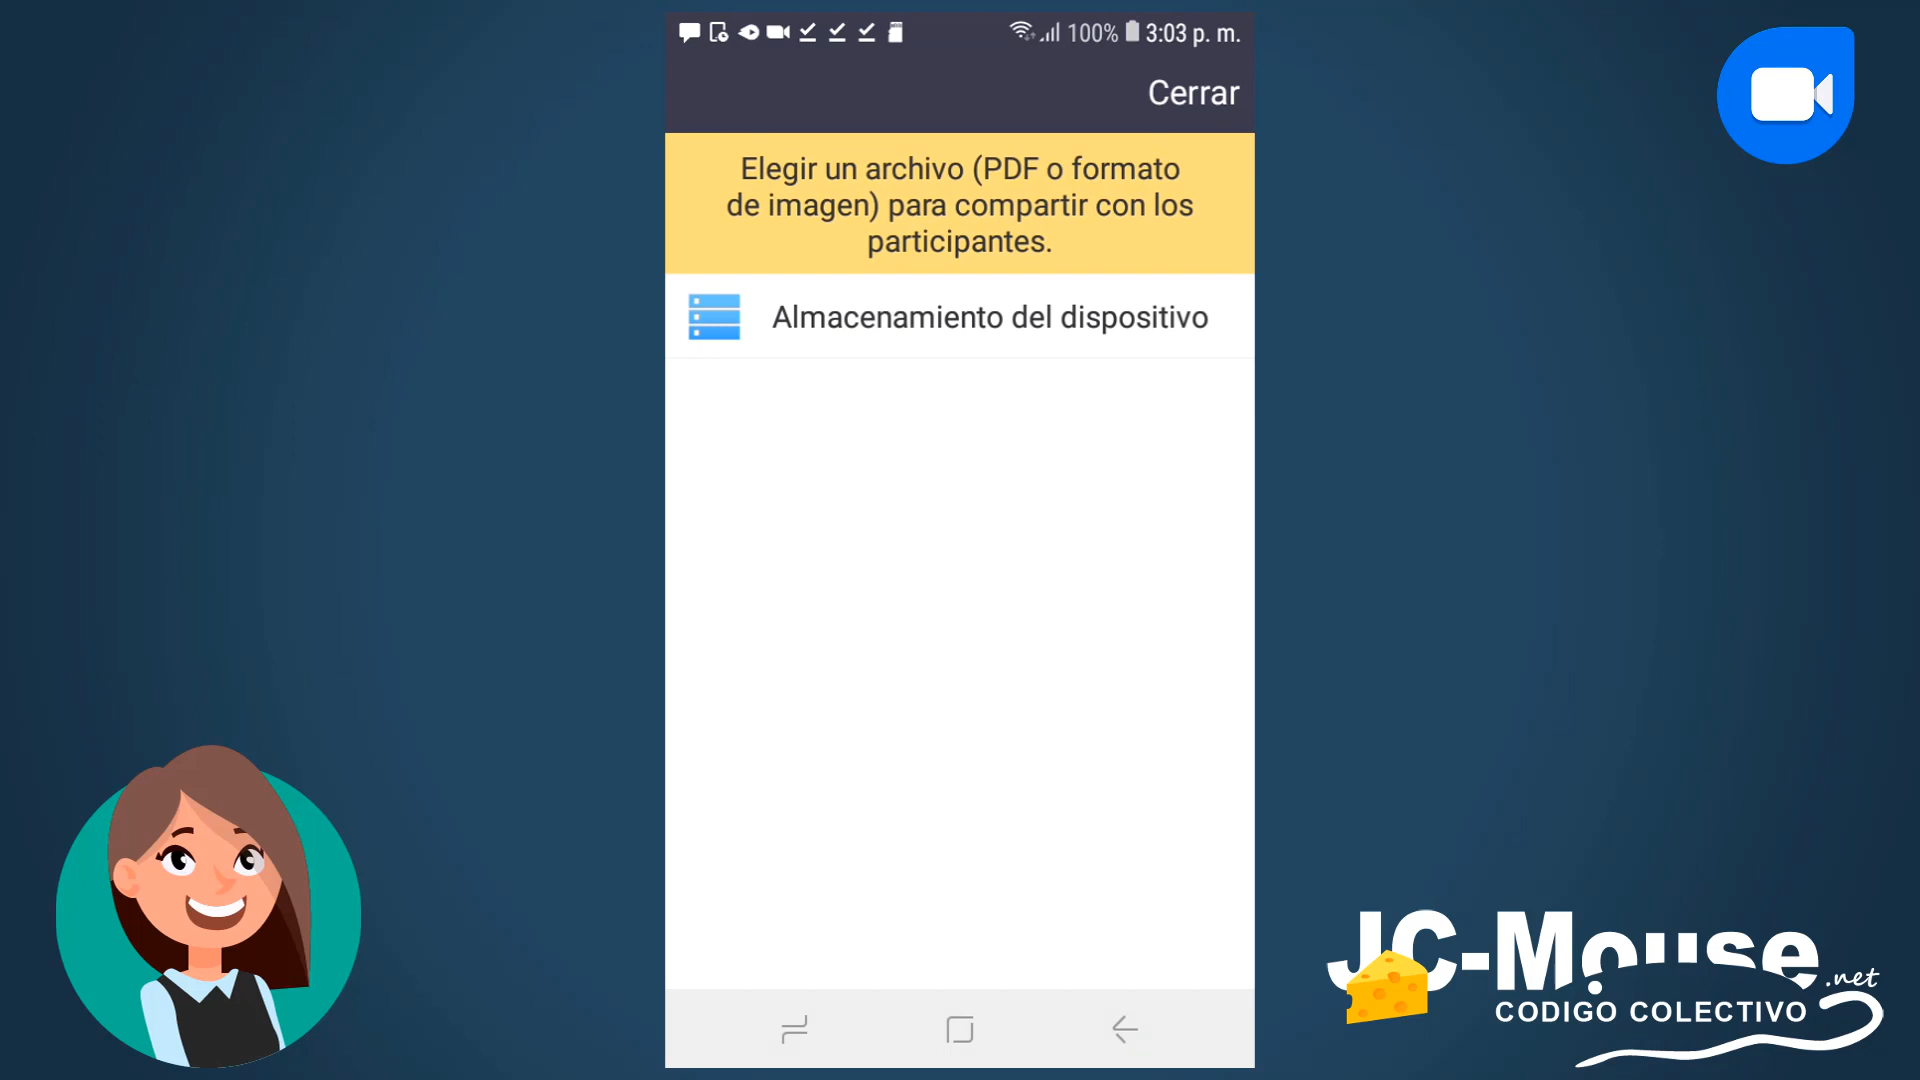 100% 3:03 p. m.
Cerrar
Elegir un archivo (PDF o formato
de imagen) para compartir con los
participantes.
Almacenamiento del dispositivo
JC-Mouse
.net
CODIGO COLECTIVO